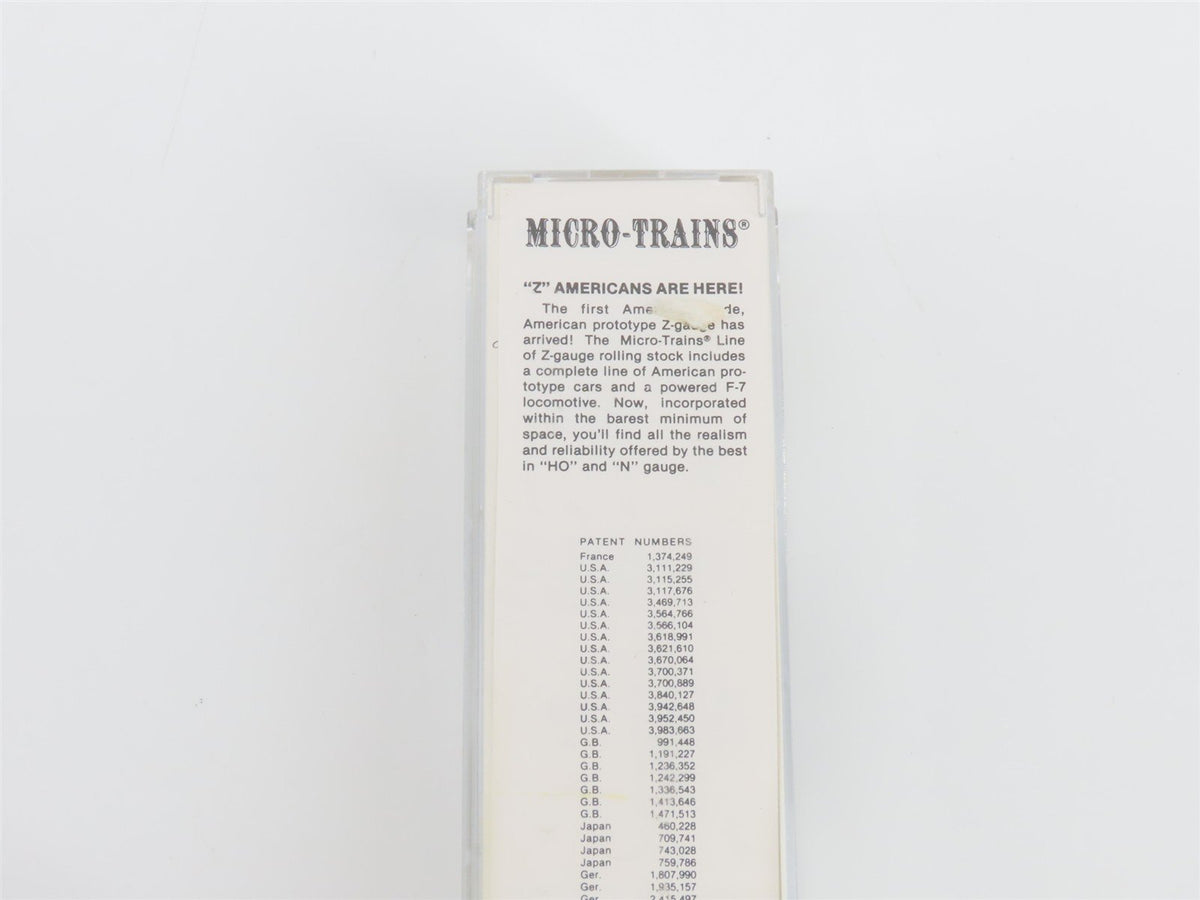 MICRO-TRAINS®
“Z” AMERICANS ARE HERE!
The first
American prototype has
arrived! The Micro-Trains® Line
of Z-gauge rolling stock includes
a complete line of American pro-
totype cars and a powered F-7
locomotive. Now, incorporated
within the barest minimum of
space, you'll find all the realism
and reliability offered by the best
in “HO” and “N” gauge.
PATENT NUMBERS
France 1,374,249
U.S.A. 3,111,229
U.S.A. 3,115,255
U.S.A. 3,117,676
U.S.A. 3,469,713
U.S.A. 3,564,766
U.S.A. 3,566,104
U.S.A. 3,618,991
U.S.A. 3,621,610
U.S.A. 3,670,064
U.S.A. 3,700,371
U.S.A. 3,700,889
U.S.A. 3,840,127
U.S.A. 3,942,648
U.S.A. 3,952,450
U.S.A. 3,983,663
G.B. 991,448
G.B. 1,191,227
G.B. 1,236,352
G.B. 1,242,299
G.B. 1,336,543
G.B. 1,413,646
G.B. 1,471,513
Japan 460,228
Japan 709,741
Japan 743,028
Japan 759,786
Ger. 1,807,990
Ger. 1,935,157
Ger. 2,415,497